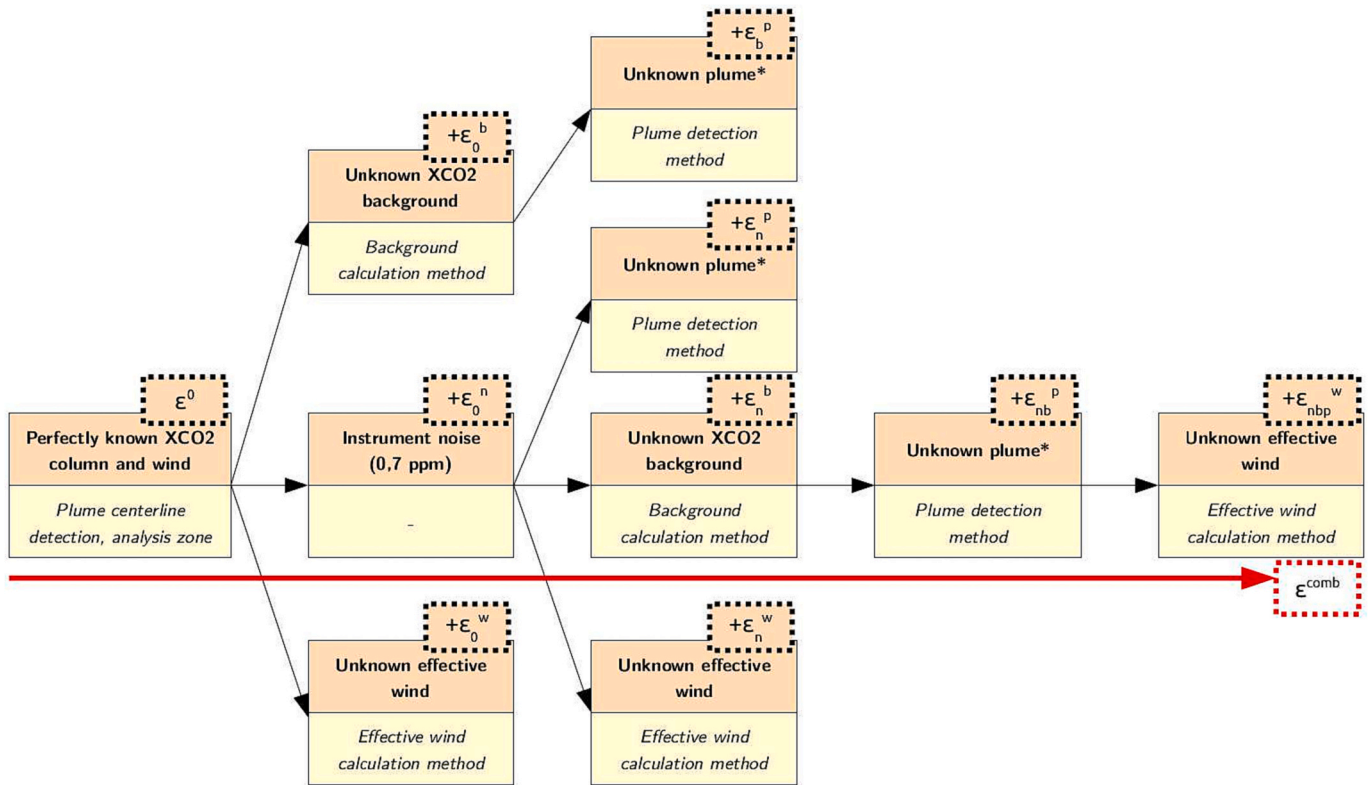 +ε_b^p
Unknown plume*
Plume detection
method
+ε_0^b
Unknown XCO2
background
Background
calculation method
+ε_n^p
Unknown plume*
Plume detection
method
ε^0
Perfectly known XCO2
column and wind
Plume centerline
detection, analysis zone
+ε_0^n
Instrument noise
(0,7 ppm)
-
+ε_n^b
Unknown XCO2
background
Background
calculation method
+ε_nb^p
Unknown plume*
Plume detection
method
+ε_nbp^w
Unknown effective
wind
Effective wind
calculation method
ε^comb
+ε_0^w
Unknown effective
wind
Effective wind
calculation method
+ε_n^w
Unknown effective
wind
Effective wind
calculation method